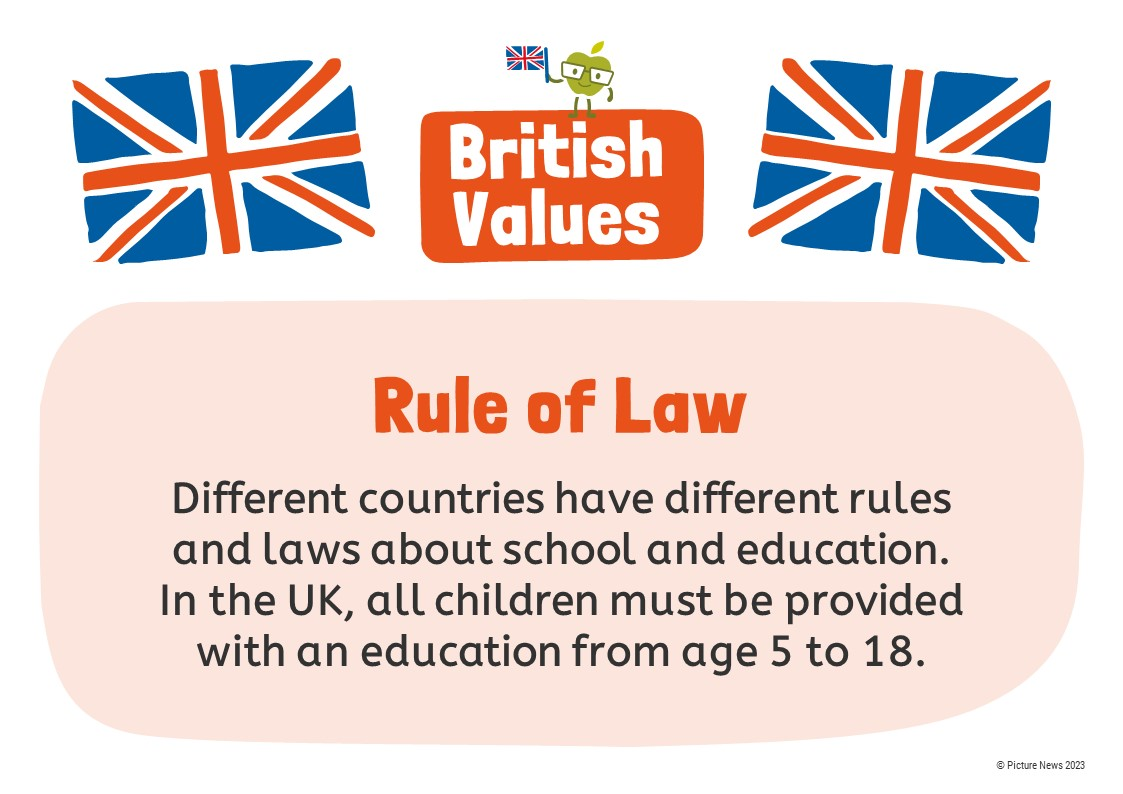 British
Values
Rule of Law
Different countries have different rules
and laws about school and education.
In the UK, all children must be provided
with an education from age 5 to 18.
© Picture News 2023